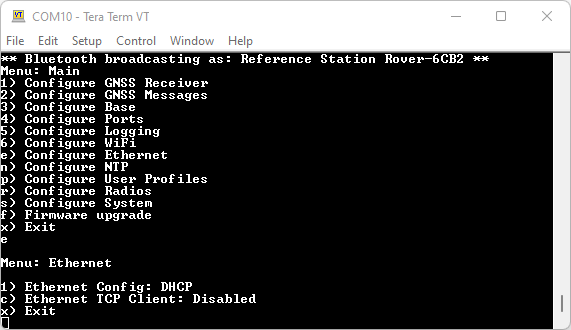 COM10 - Tera Term VT
File Edit Setup Control Window Help
** Bluetooth broadcasting as: Reference Station Rover-6CB2 **
Menu: Main
1) Configure GNSS Receiver
2) Configure GNSS Messages
3) Configure Base
4) Configure Ports
5) Configure Logging
6) Configure WiFi
e) Configure Ethernet
n) Configure NTP
p) Configure User Profiles
r) Configure Radios
s) Configure System
f) Firmware upgrade
x) Exit
e
Menu: Ethernet
1) Ethernet Config: DHCP
c) Ethernet TCP Client: Disabled
x) Exit